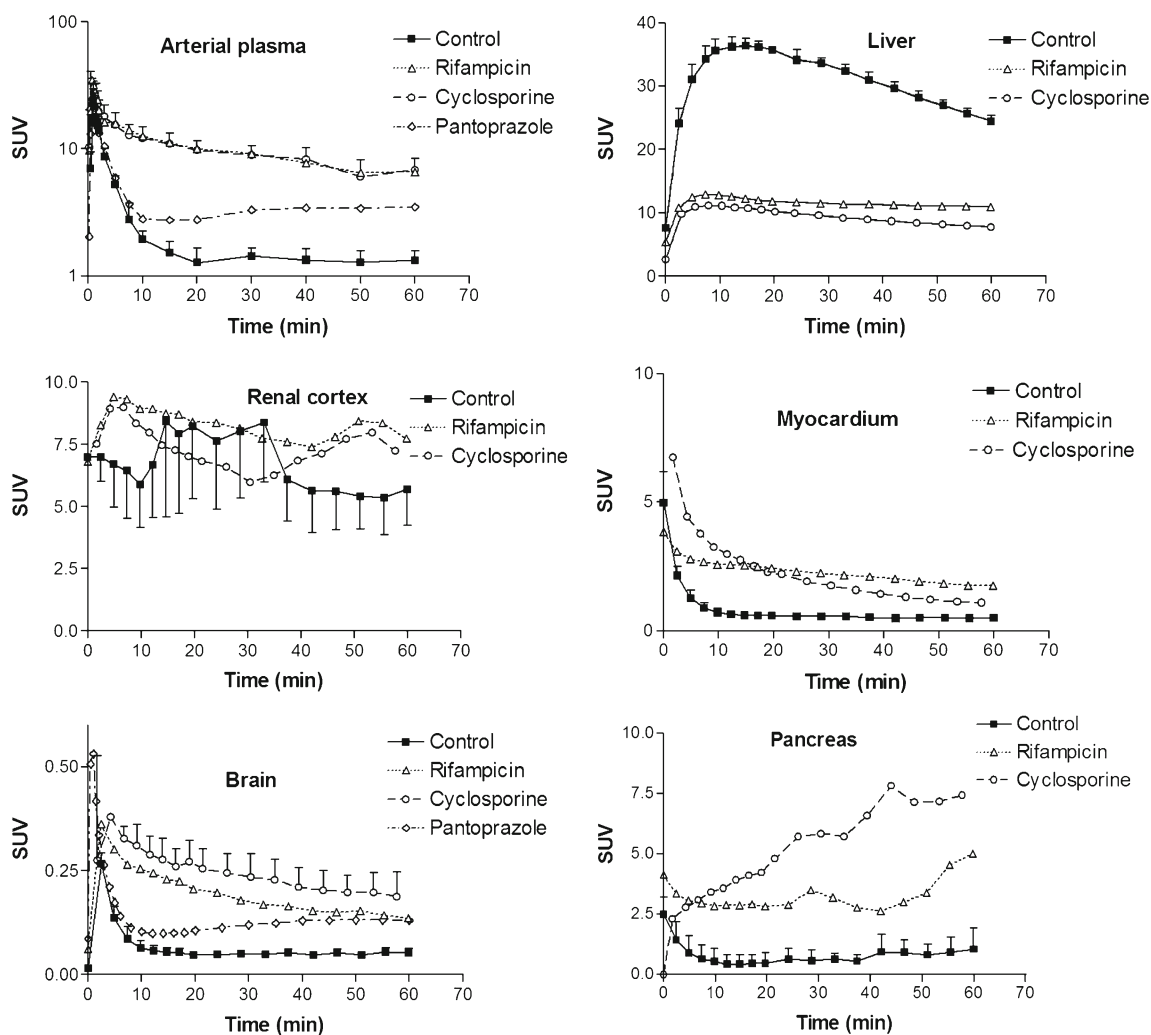 Arterial plasma
Control
Rifampicin
Cyclosporine
Pantoprazole
SUV
100
10
1
0 10 20 30 40 50 60 70
Time (min)
Liver
Control
Rifampicin
Cyclosporine
SUV
40
30
20
10
0
0 10 20 30 40 50 60 70
Time (min)
Renal cortex
Control
Rifampicin
Cyclosporine
SUV
10.0
7.5
5.0
2.5
0.0
0 10 20 30 40 50 60 70
Time (min)
Myocardium
Control
Rifampicin
Cyclosporine
SUV
10
5
0
0 10 20 30 40 50 60 70
Time (min)
Brain
Control
Rifampicin
Cyclosporine
Pantoprazole
SUV
0.50
0.25
0.00
0 10 20 30 40 50 60 70
Time (min)
Pancreas
Control
Rifampicin
Cyclosporine
SUV
10.0
7.5
5.0
2.5
0.0
0 10 20 30 40 50 60 70
Time (min)